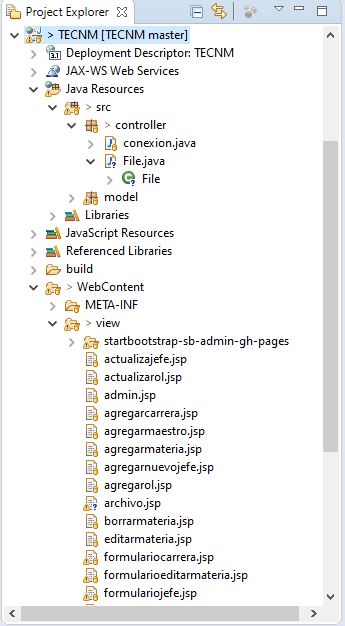 Project Explorer
> TECNM [TECNM master]
Deployment Descriptor: TECNM
JAX-WS Web Services
Java Resources
> src
> controller
conexion.java
File.java
File
model
Libraries
JavaScript Resources
Referenced Libraries
build
> WebContent
META-INF
> view
startbootstrap-sb-admin-gh-pages
actualizajefe.jsp
actualizarol.jsp
admin.jsp
agregarcarrera.jsp
agregarmaestro.jsp
agregarmateria.jsp
agregarnuevojefe.jsp
agregarol.jsp
archivo.jsp
borrarmateria.jsp
editarmateria.jsp
formulariocarrera.jsp
formularioeditarmateria.jsp
formulariojefe.jsp